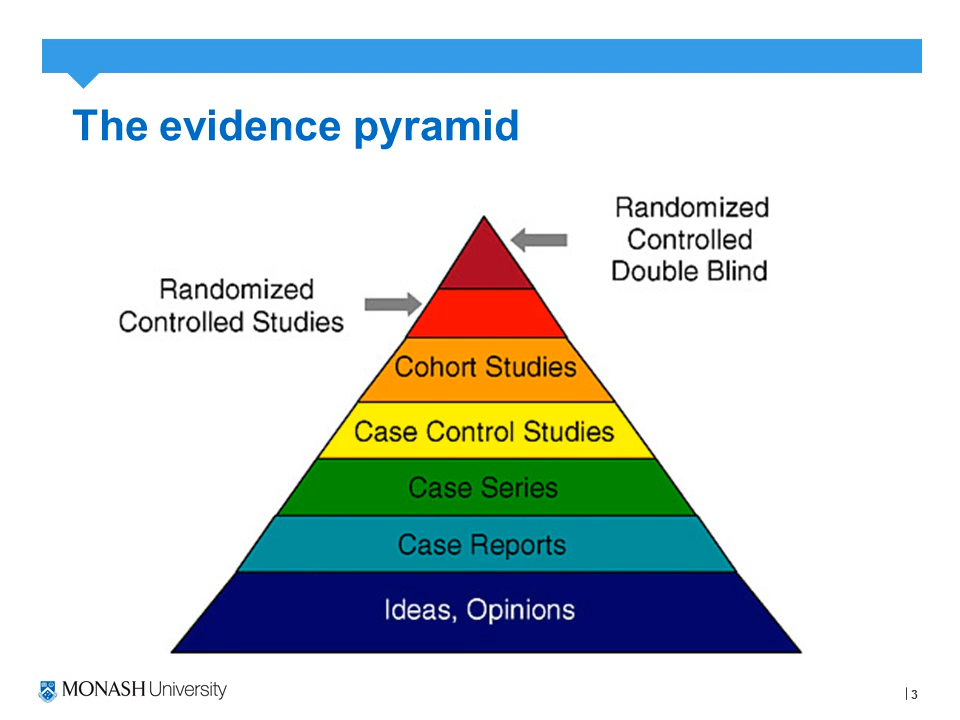 The evidence pyramid
Randomized
Controlled
Double Blind
Randomized
Controlled Studies
Cohort Studies
Case Control Studies
Case Series
Case Reports
Ideas, Opinions
MONASH University
3